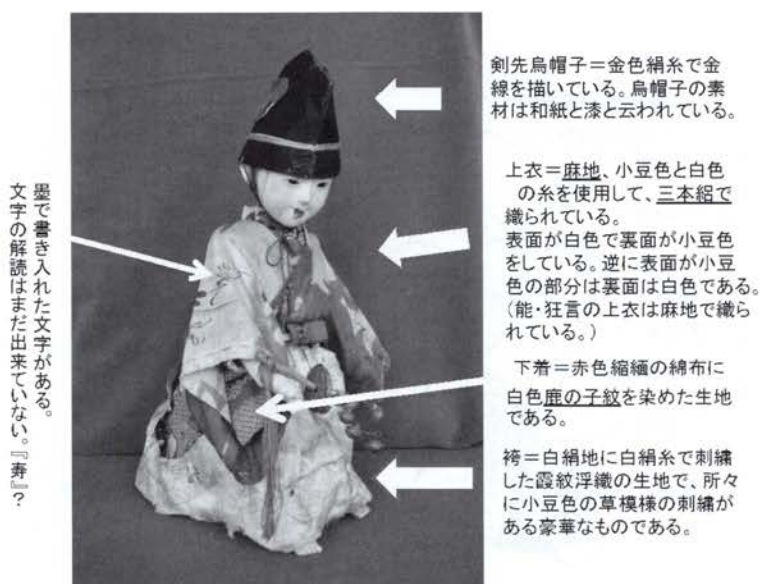 剣先烏帽子＝金色絹糸で金
線を描いている。烏帽子の素
材は和紙と漆と云われている。
上衣＝麻地、小豆色と白色
の糸を使用して、三本絽で
織られている。
表面が白色で裏面が小豆色
をしている。逆に表面が小豆
色の部分は裏面は白色である。
(能・狂言の上衣は麻地で織ら
れている。)
下着＝赤色縮緬の綿布に
白色鹿の子紋を染めた生地
である。
袴＝白絹地に白絹糸で刺繍
した霞紋浮織の生地で、所々
に小豆色の草模様の刺繍が
ある豪華なものである。
墨で書き入れた文字がある。
文字の解読はまだ出来ていない。『寿』？